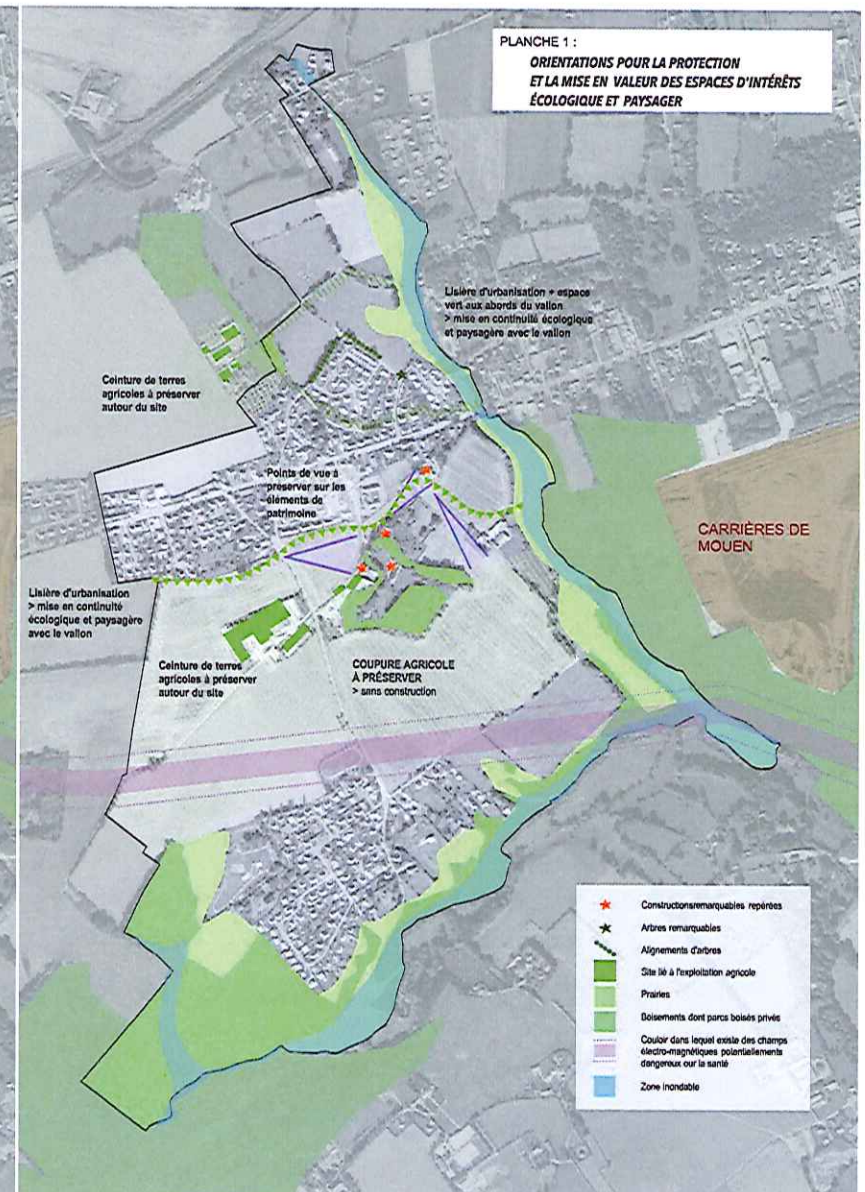 PLANCHE 1 :
ORIENTATIONS POUR LA PROTECTION
ET LA MISE EN VALEUR DES ESPACES D'INTÉRÊTS
ÉCOLOGIQUE ET PAYSAGER
Lisière d'urbanisation + espace
vert aux abords du vallon
> mise en continuité écologique
et paysagère avec le vallon
Ceinture de terres
agricoles à préserver
autour du site
Points de vue à
préserver sur les
éléments de
patrimoine
CARRIÈRES DE
MOUEN
Lisière d'urbanisation
> mise en continuité
écologique et paysagère
avec le vallon
Ceinture de terres
agricoles à préserver
autour du site
COUPURE AGRICOLE
À PRÉSERVER
> sans construction
Constructionsremarquables repérées
Arbres remarquables
Alignements d'arbres
Site lié à l'exploitation agricole
Prairies
Boisements dont parcs boisés privés
Couloir dans lequel existe des champs
électro-magnétiques potentiellements
dangereux our la santé
Zone inondable